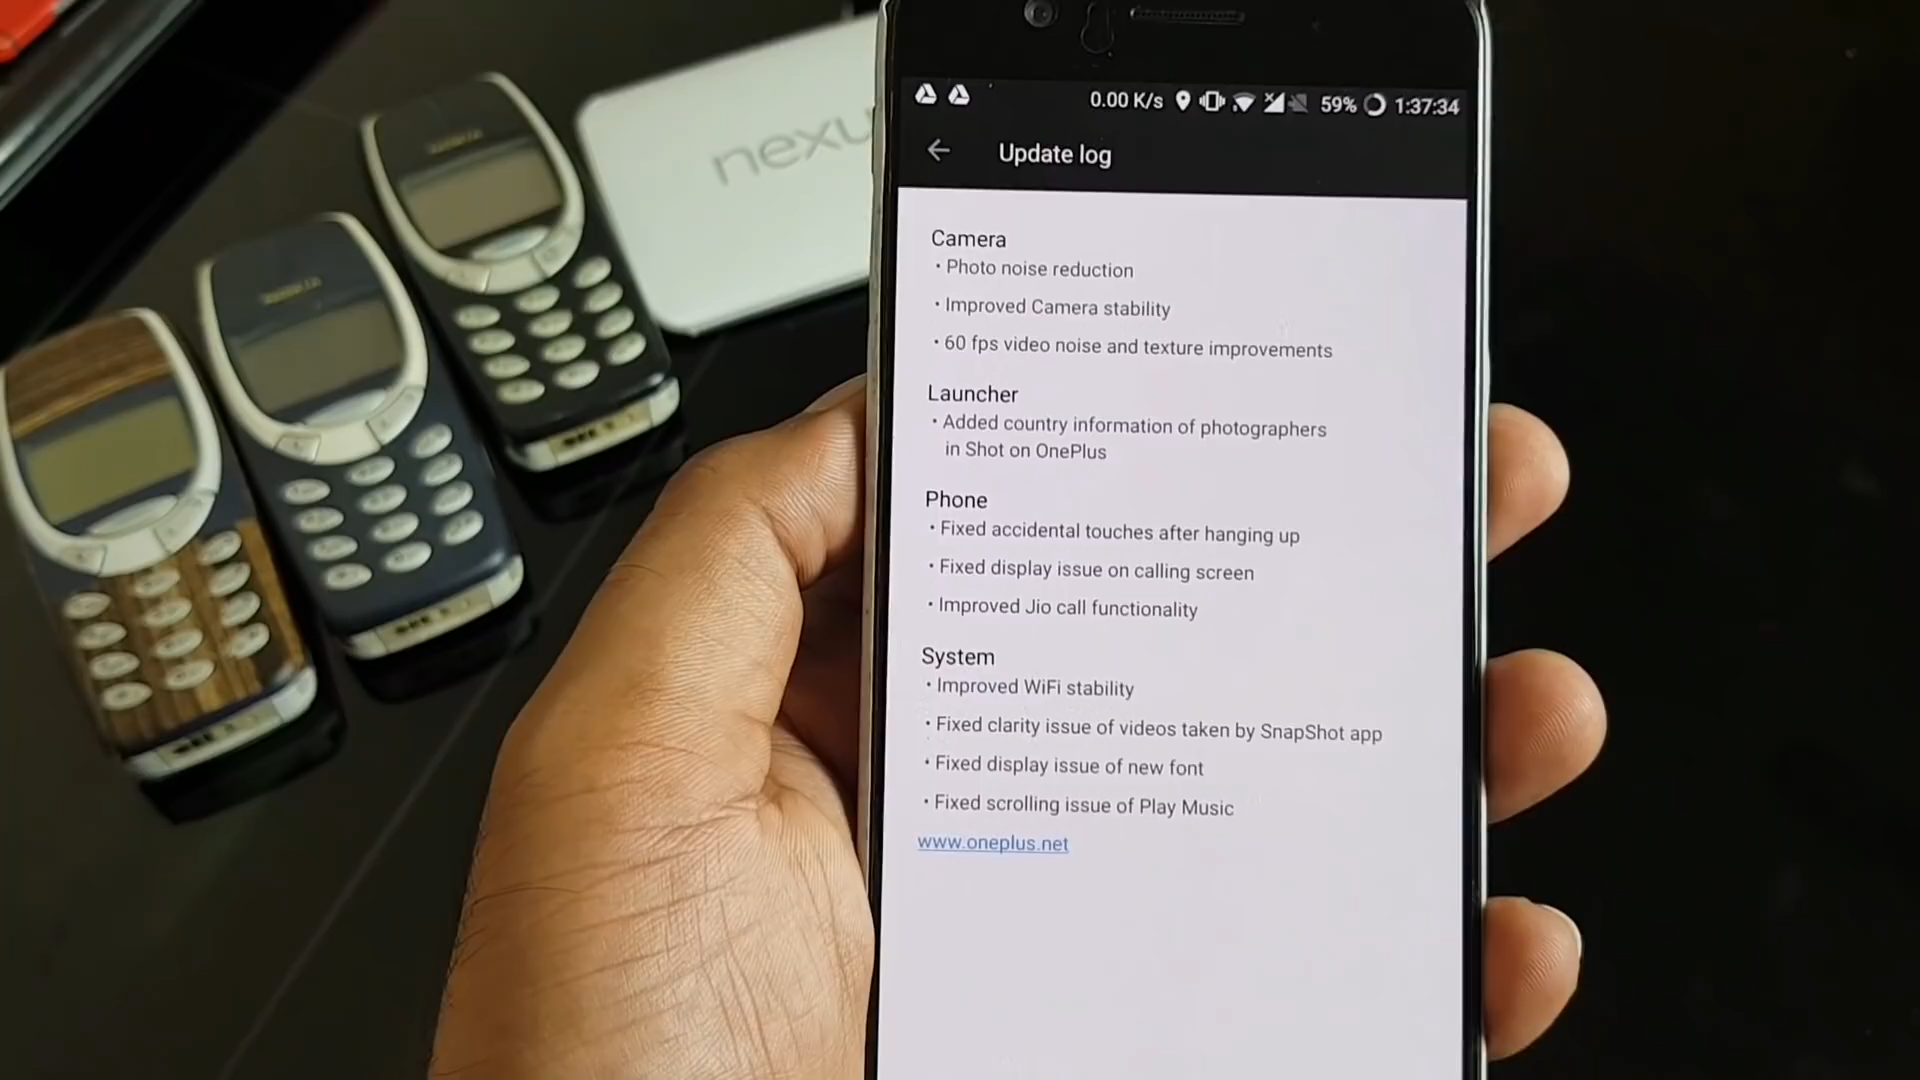 nexu
0.00 K/s 59% 1:37:34
Update log
Camera
• Photo noise reduction
• Improved Camera stability
• 60 fps video noise and texture improvements
Launcher
• Added country information of photographers
in Shot on OnePlus
Phone
• Fixed accidental touches after hanging up
• Fixed display issue on calling screen
• Improved Jio call functionality
System
• Improved WiFi stability
• Fixed clarity issue of videos taken by SnapShot app
• Fixed display issue of new font
• Fixed scrolling issue of Play Music
www.oneplus.net